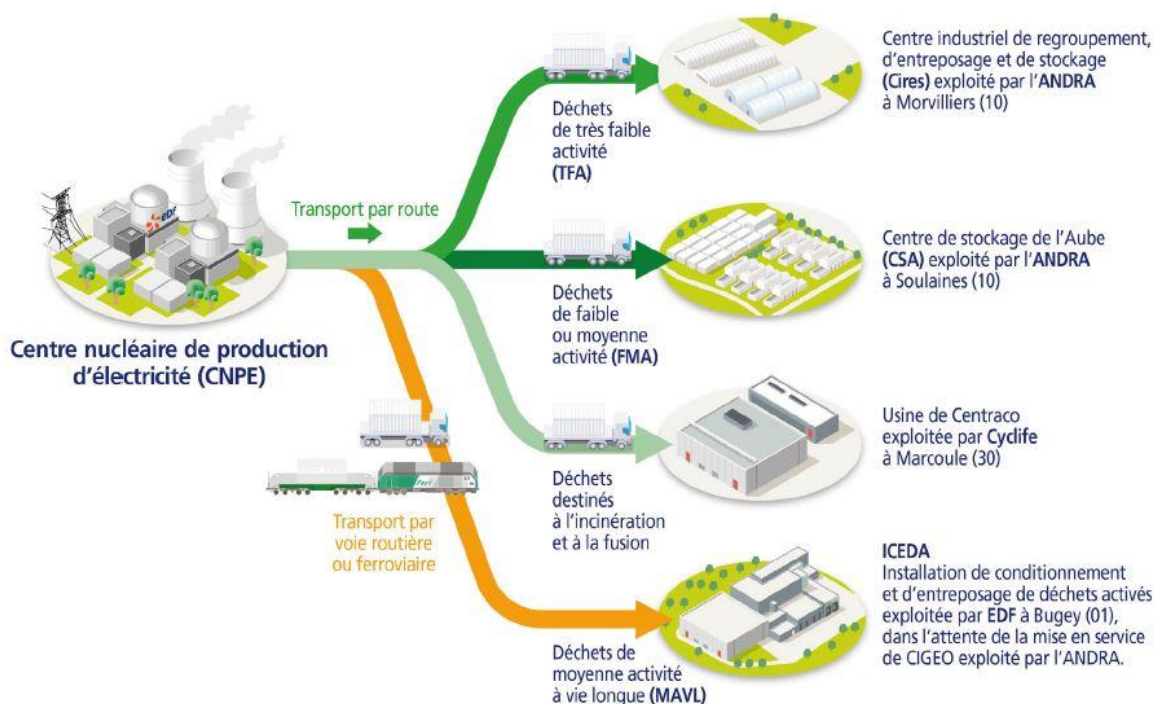 Centre industriel de regroupement,
d'entreposage et de stockage
(Cires) exploité par l'ANDRA
à Morvilliers (10)
Déchets
de très faible
activité
(TFA)
Transport par route
edF
Centre nucléaire de production
d'électricité (CNPE)
Centre de stockage de l'Aube
(CSA) exploité par l'ANDRA
à Soulaines (10)
Déchets
de faible
ou moyenne
activité (FMA)
Usine de Centraco
exploitée par Cyclife
à Marcoule (30)
Déchets
destinés
à l'incinération
et à la fusion
Transport par
voie routière
ou ferroviaire
ICEDA
Installation de conditionnement
et d'entreposage de déchets activés
exploitée par EDF à Bugey (01),
dans l'attente de la mise en service
de CIGEO exploité par l'ANDRA.
Déchets de
moyenne activité
à vie longue (MAVL)